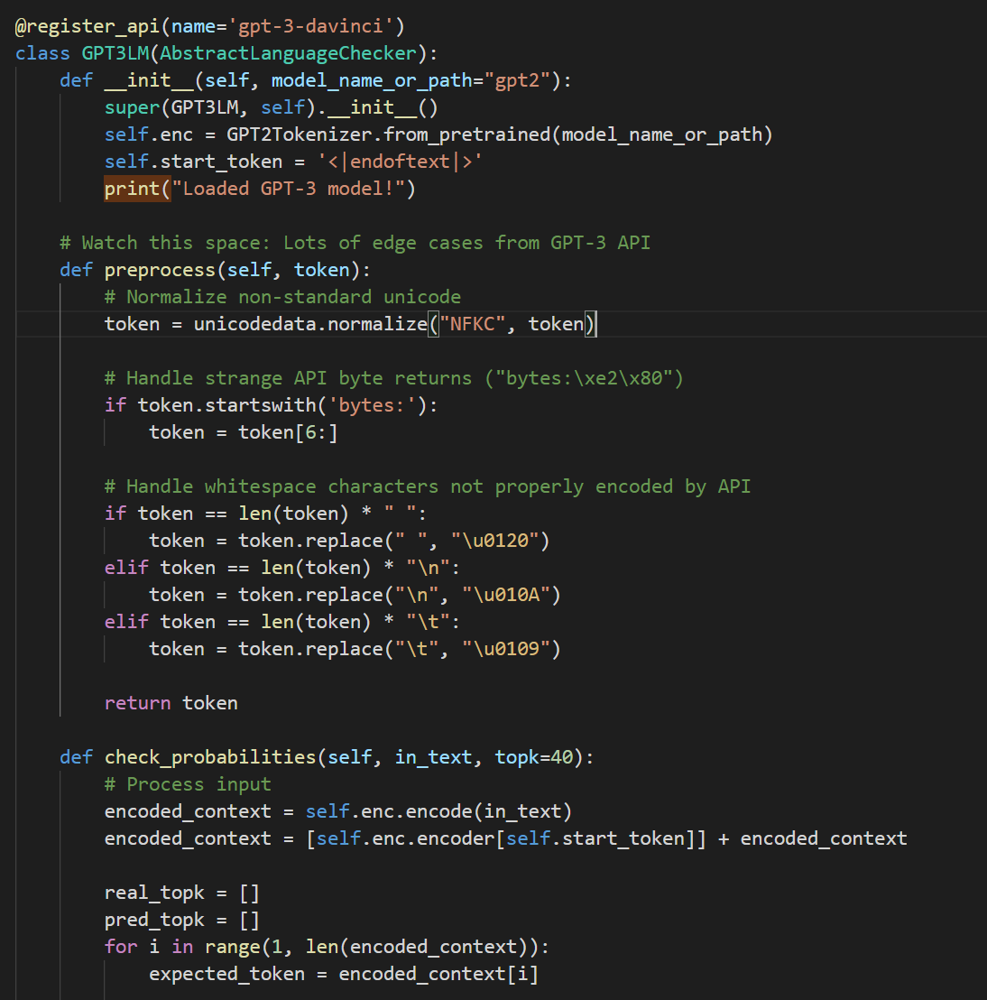 @register_api(name='gpt-3-davinci')
class GPT3LM(AbstractLanguageChecker):
    def __init__(self, model_name_or_path="gpt2"):
        super(GPT3LM, self).__init__()
        self.enc = GPT2Tokenizer.from_pretrained(model_name_or_path)
        self.start_token = '<|endoftext|>'
        print("Loaded GPT-3 model!")

    # Watch this space: Lots of edge cases from GPT-3 API
    def preprocess(self, token):
        # Normalize non-standard unicode
        token = unicodedata.normalize("NFKC", token)

        # Handle strange API byte returns ("bytes:\xe2\x80")
        if token.startswith('bytes:'):
            token = token[6:]

        # Handle whitespace characters not properly encoded by API
        if token == len(token) * " ":
            token = token.replace(" ", "\u0120")
        elif token == len(token) * "\n":
            token = token.replace("\n", "\u010A")
        elif token == len(token) * "\t":
            token = token.replace("\t", "\u0109")

        return token

    def check_probabilities(self, in_text, topk=40):
        # Process input
        encoded_context = self.enc.encode(in_text)
        encoded_context = [self.enc.encoder[self.start_token]] + encoded_context

        real_topk = []
        pred_topk = []
        for i in range(1, len(encoded_context)):
            expected_token = encoded_context[i]